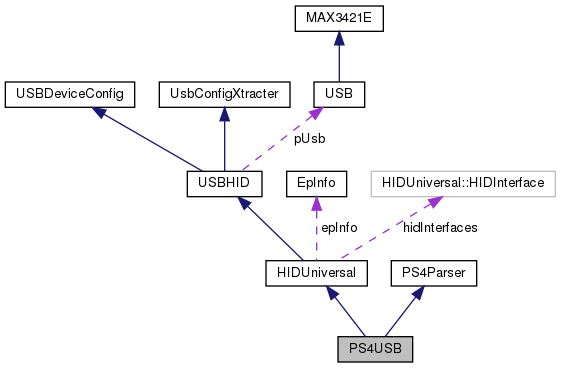 MAX3421E
USBDeviceConfig
UsbConfigXtracter
USB
pUsb
USBHID
EpInfo
HIDUniversal::HIDInterface
epInfo
hidInterfaces
HIDUniversal
PS4Parser
PS4USB